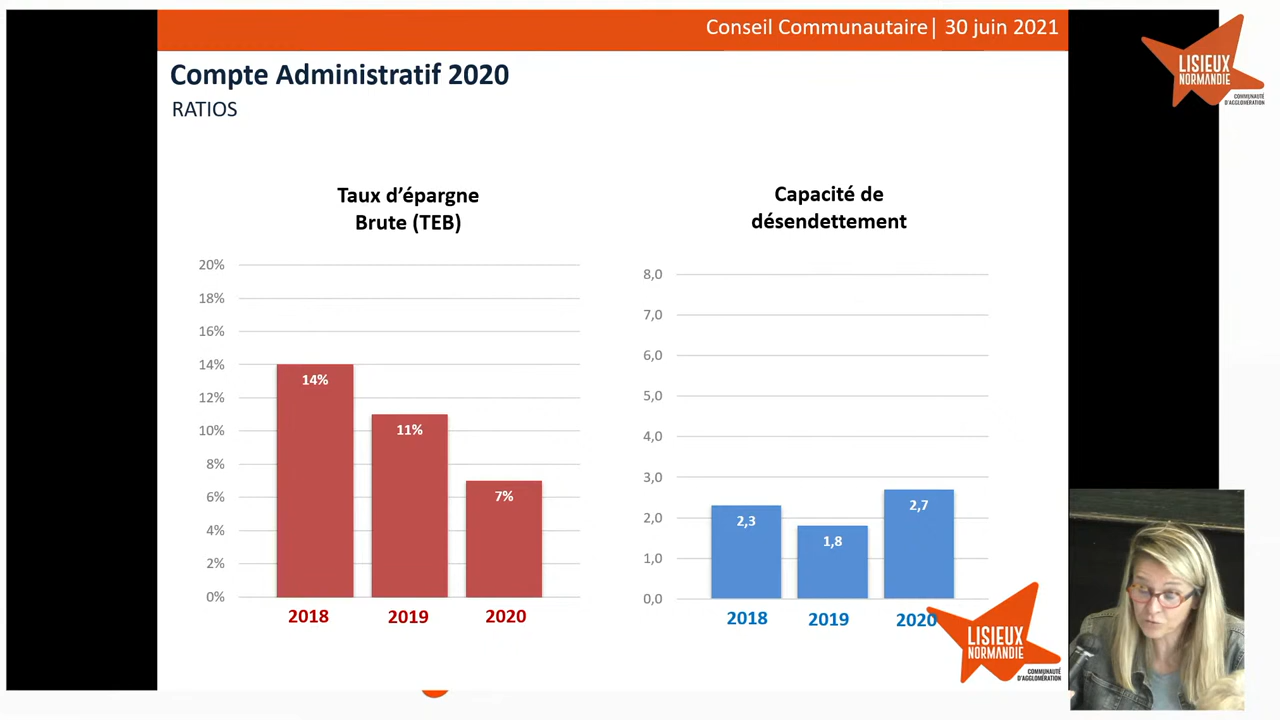 Conseil Communautaire| 30 juin 2021
LISIEUX
NORMANDIE
COMMUNAUTÉ
D'AGGLOMÉRATION
Compte Administratif 2020
RATIOS
Taux d'épargne
Brute (TEB)
20%
18%
16%
14%
12%
10%
8%
6%
4%
2%
0%
14%
11%
7%
2018
2019
2020
Capacité de
désendettement
8,0
7,0
6,0
5,0
4,0
3,0
2,0
1,0
0,0
2,3
1,8
2,7
2018
2019
2020
LISIEUX
NORMANDIE
COMMUNAUTÉ
D'AGGLOMÉRATION